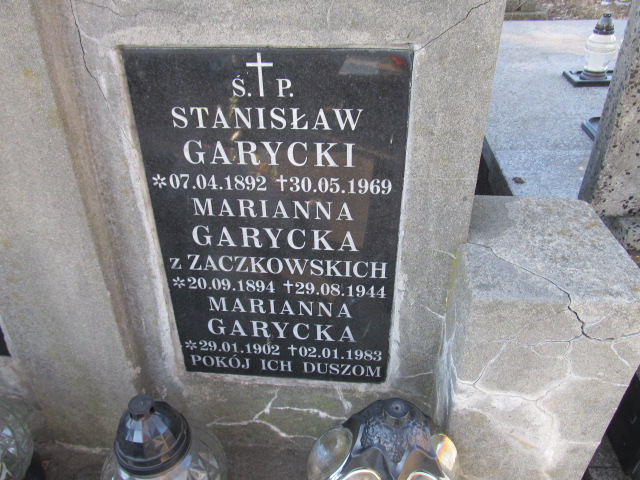 Ś. P.
STANISŁAW
GARYCKI
*07.04.1892 †30.05.1969
MARIANNA
GARYCKA
z ZACZKOWSKICH
*20.09.1894 †29.08.1944
MARIANNA
GARYCKA
*29.01.1902 †02.01.1983
POKÓJ ICH DUSZOM